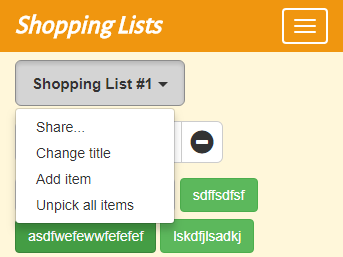 Shopping Lists
Shopping List #1
Share...
Change title
Add item
Unpick all items
sdffsdfsf
asdfwefewwfefefef
lskdfjlsadkj